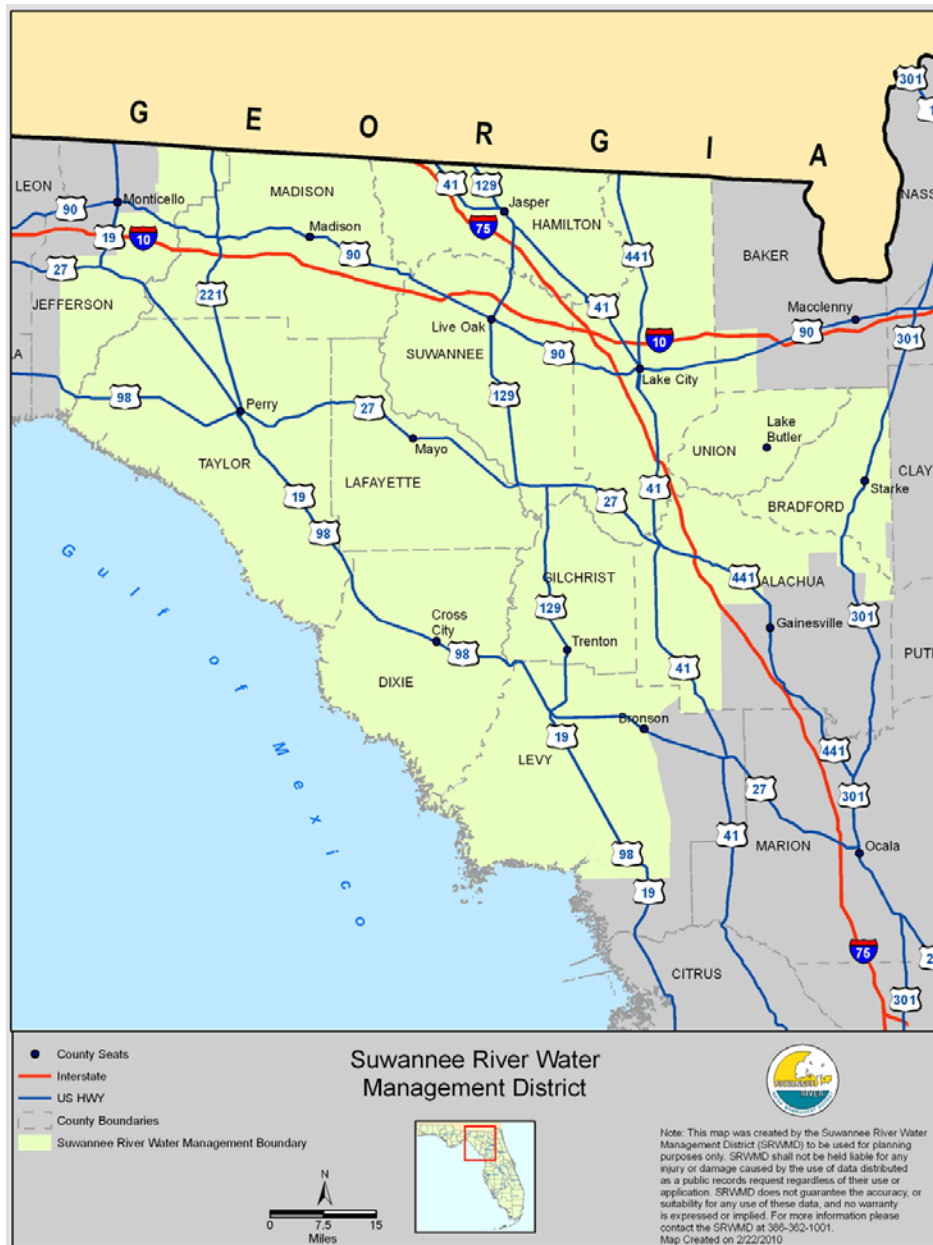 G E O R G I A
301
1
LEON
MADISON
41
129
NASS
Monticello
Jasper
90
HAMILTON
19
10
Madison
75
90
441
BAKER
27
221
JEFFERSON
41
Macclenny
Live Oak
10
90
301
LA
SUWANNEE
90
Lake City
98
129
Perry
27
Lake
Butler
Mayo
UNION
TAYLOR
LAFAYETTE
41
CLAY
Starke
19
27
BRADFORD
98
Gulf of Mexico
GILCHRIST
441
ALACHUA
129
301
Cross
City
Gainesville
98
Trenton
PUT
41
DIXIE
Bronson
19
LEVY
441
27
301
41
MARION
98
Ocala
19
75
2
CITRUS
301
County Seats
Interstate
US HWY
County Boundaries
Suwannee River Water Management Boundary
Suwannee River Water
Management District
N
0 7.5 15
Miles
SUWANNEE
RIVER
Note: This map was created by the Suwannee River Water
Management District (SRWMD) to be used for planning
purposes only. SRWMD shall not be held liable for any
injury or damage caused by the use of data distributed
as a public records request regardless of their use or
application. SRWMD does not guarantee the accuracy, or
suitability for any use of these data, and no warranty
is expressed or implied. For more information please
contact the SRWMD at 386-362-1001.
Map Created on 2/22/2010